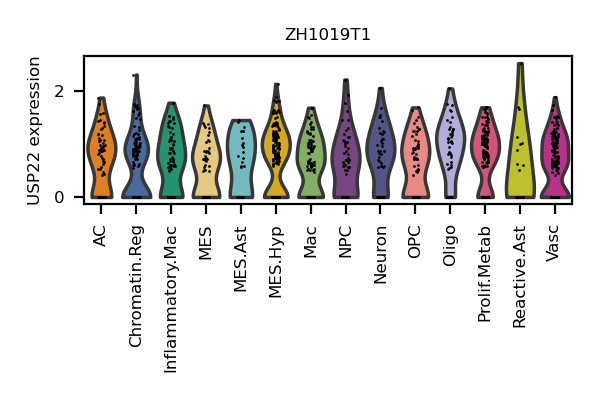 ZH1019T1
USP22 expression
2
0
AC
Chromatin.Reg
Inflammatory.Mac
MES
MES.Ast
MES.Hyp
Mac
NPC
Neuron
OPC
Oligo
Prolif.Metab
Reactive.Ast
Vasc